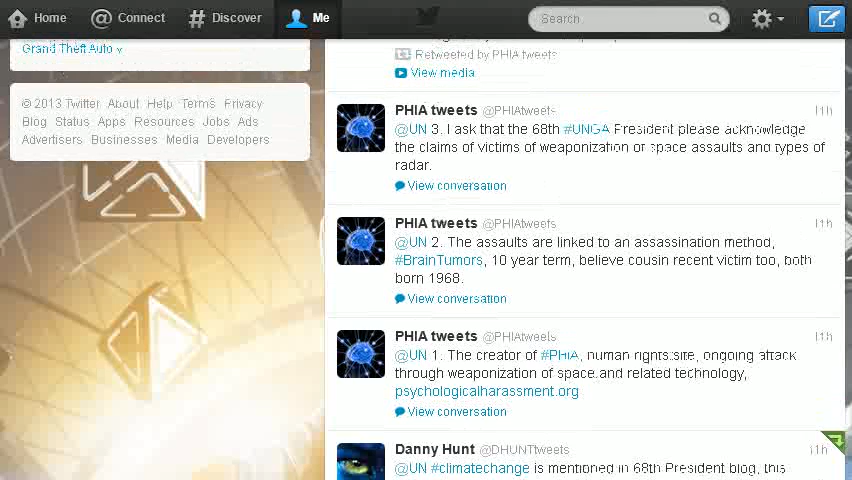 Home Connect Discover Me Search
Grand Theft Auto v
© 2013 Twitter About Help Terms Privacy
Blog Status Apps Resources Jobs Ads
Advertisers Businesses Media Developers
Retweeted by PHIA tweets
View media
PHIA tweets @PHIAtweets 11h
@UN 3. I ask that the 68th #UNGA President please acknowledge
the claims of victims of weaponization of space assaults and types of
radar.
View conversation
PHIA tweets @PHIAtweets 11h
@UN 2. The assaults are linked to an assassination method,
#BrainTumors, 10 year term, believe cousin recent victim too, both
born 1968.
View conversation
PHIA tweets @PHIAtweets 11h
@UN 1. The creator of #PHIA, human rights site, ongoing attack
through weaponization of space and related technology,
psychologicalharassment.org
View conversation
Danny Hunt @DHUNTtweets 11h
@UN #climatechange is mentioned in 68th President blog, this